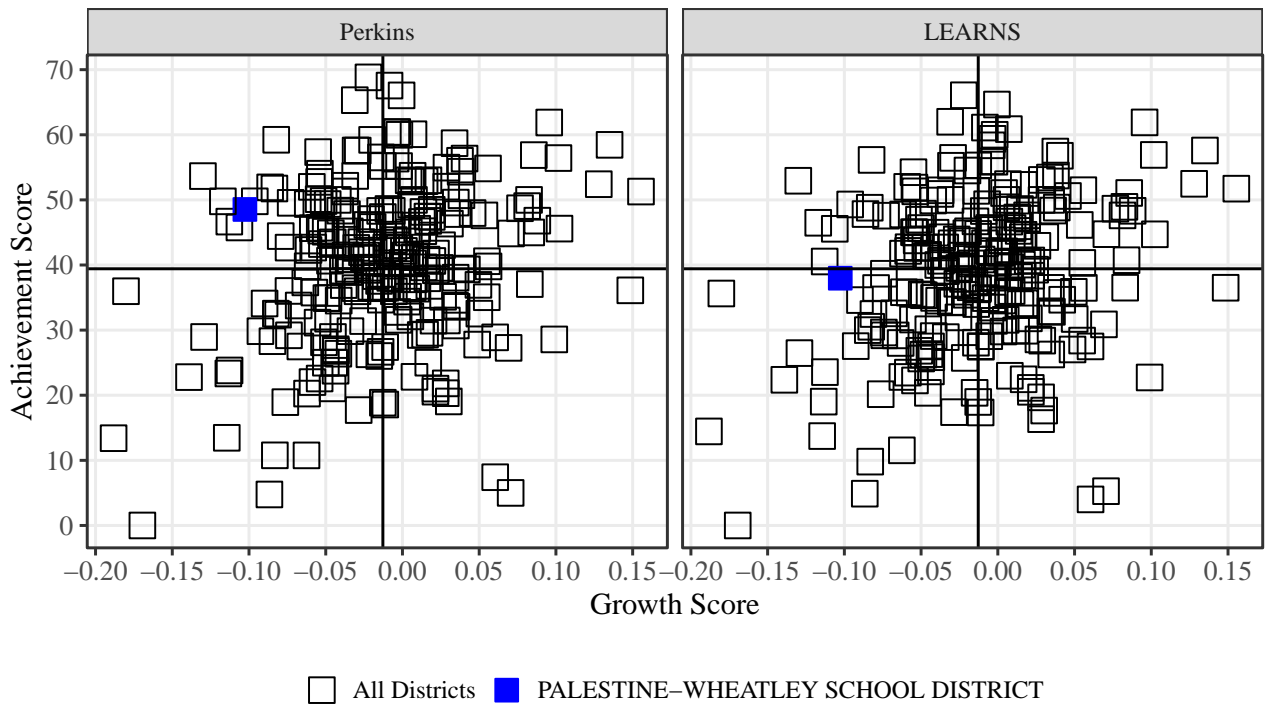 Perkins
LEARNS
70
60
50
40
30
20
10
0
Achievement Score
−0.20 −0.15 −0.10 −0.05 0.00 0.05 0.10 0.15
−0.20 −0.15 −0.10 −0.05 0.00 0.05 0.10 0.15
Growth Score
All Districts PALESTINE−WHEATLEY SCHOOL DISTRICT